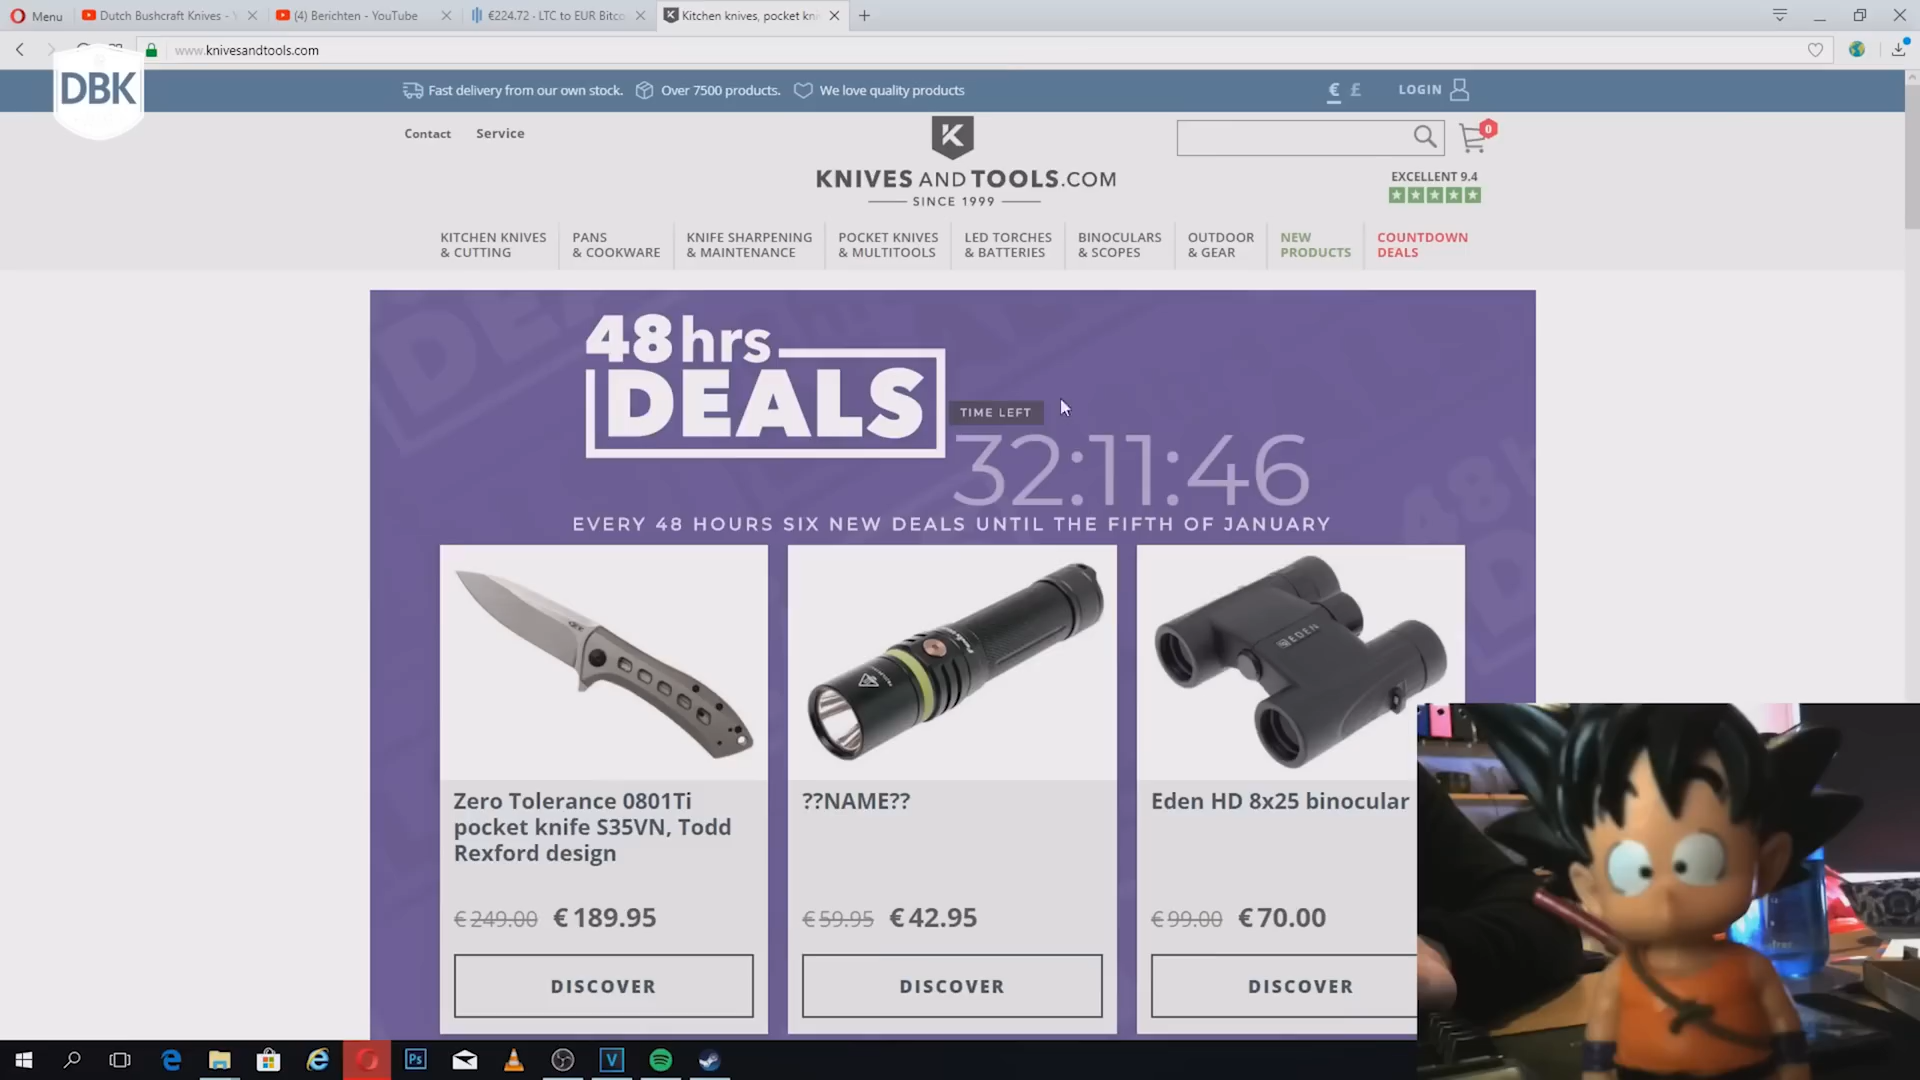 Menu
Dutch Bushcraft Knives -
(4) Berichten - YouTube
€224.72 - LTC to EUR Bitco
Kitchen knives, pocket kni
www.knivesandtools.com
DBK
Fast delivery from our own stock.
Over 7500 products.
We love quality products
€ £
LOGIN
Contact
Service
K
0
KNIVES AND TOOLS.COM
SINCE 1999
EXCELLENT 9.4
KITCHEN KNIVES
& CUTTING
PANS
& COOKWARE
KNIFE SHARPENING
& MAINTENANCE
POCKET KNIVES
& MULTITOOLS
LED TORCHES
& BATTERIES
BINOCULARS
& SCOPES
OUTDOOR
& GEAR
NEW
PRODUCTS
COUNTDOWN
DEALS
48hrs
DEALS
TIME LEFT
32:11:46
EVERY 48 HOURS SIX NEW DEALS UNTIL THE FIFTH OF JANUARY
EDEN
Zero Tolerance 0801Ti
pocket knife S35VN, Todd
Rexford design
€ 249.00 € 189.95
DISCOVER
??NAME??
€ 59.95 € 42.95
DISCOVER
Eden HD 8x25 binocular
€ 99.00 € 70.00
DISCOVER
Ps
V